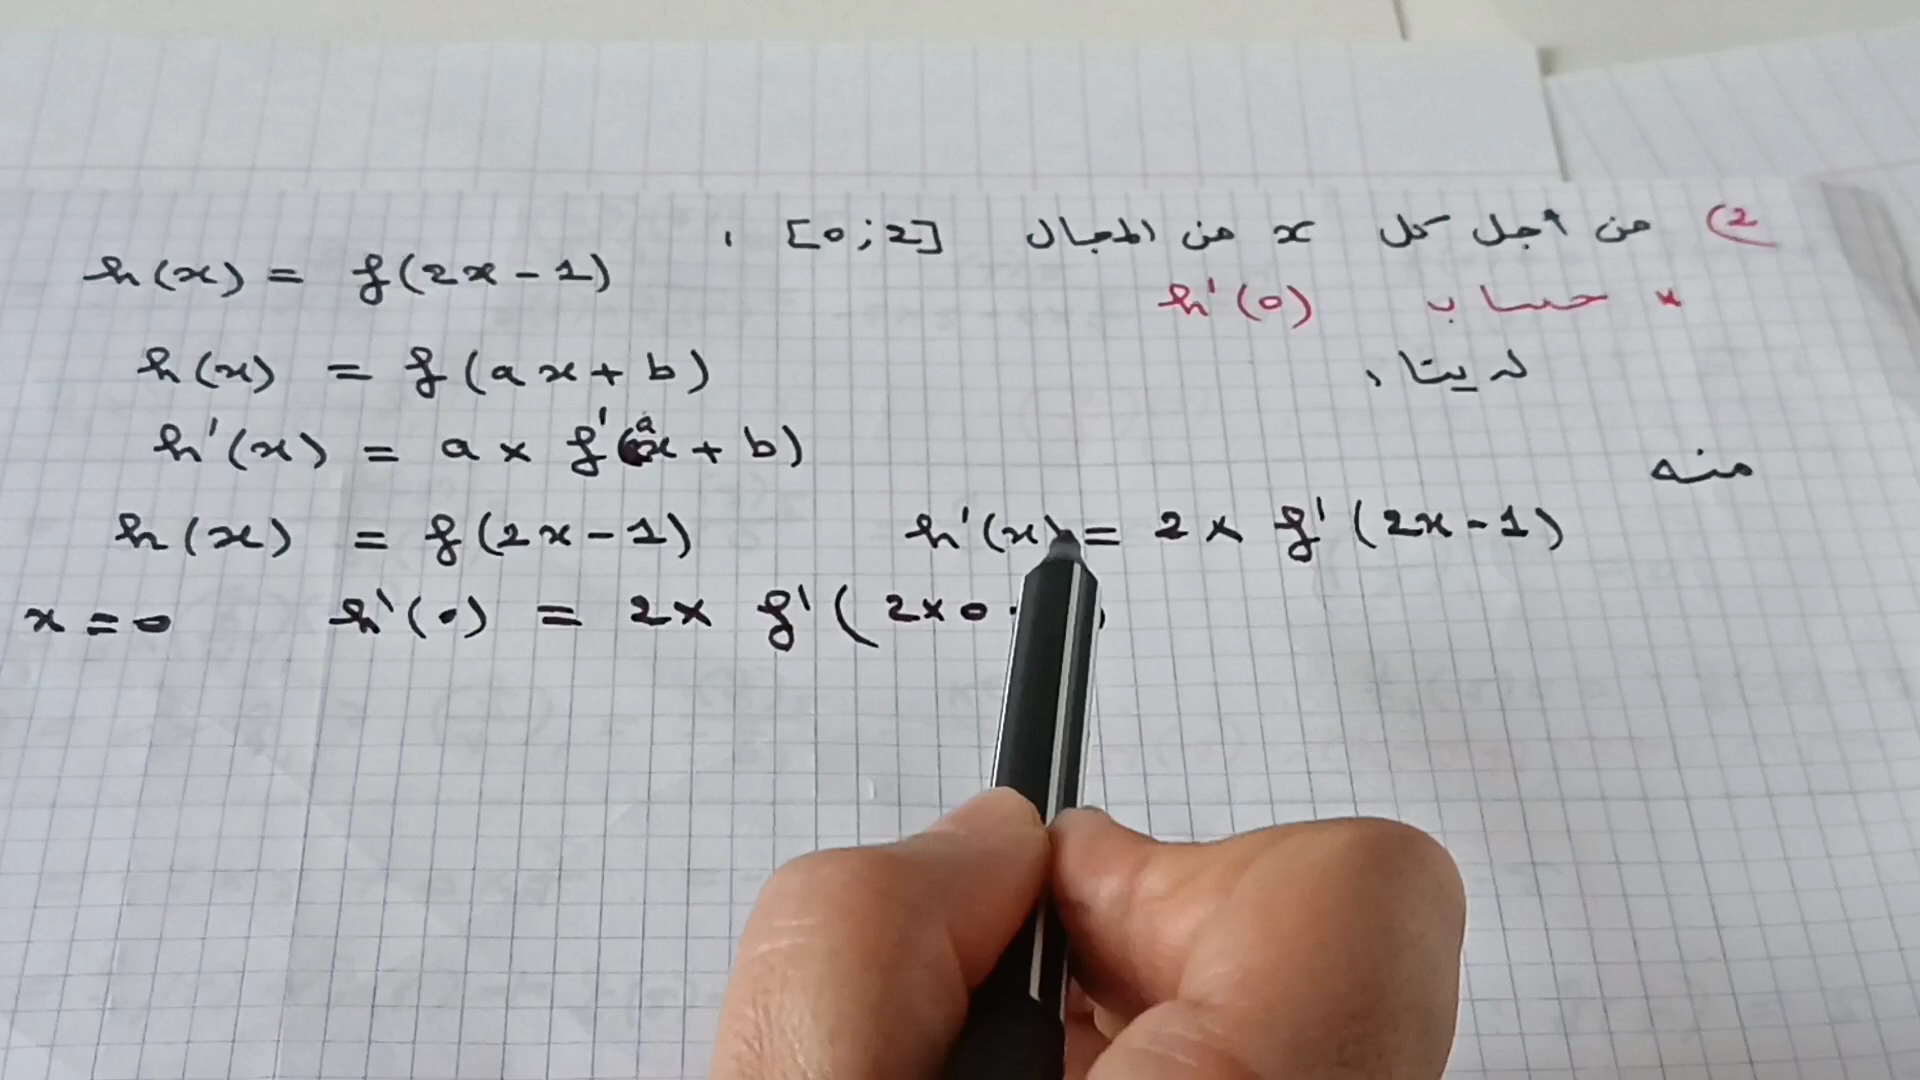 2) من أجل كل x من المجال [0;2] ،
h(x) = f(2x-1)
* حساب h'(0)
لدينا ،
h(x) = f(ax+b)
h'(x) = a × f'(ax+b)
منه
h(x) = f(2x-1) h'(x) = 2 × f'(2x-1)
x=0 h'(0) = 2× f'(2×0